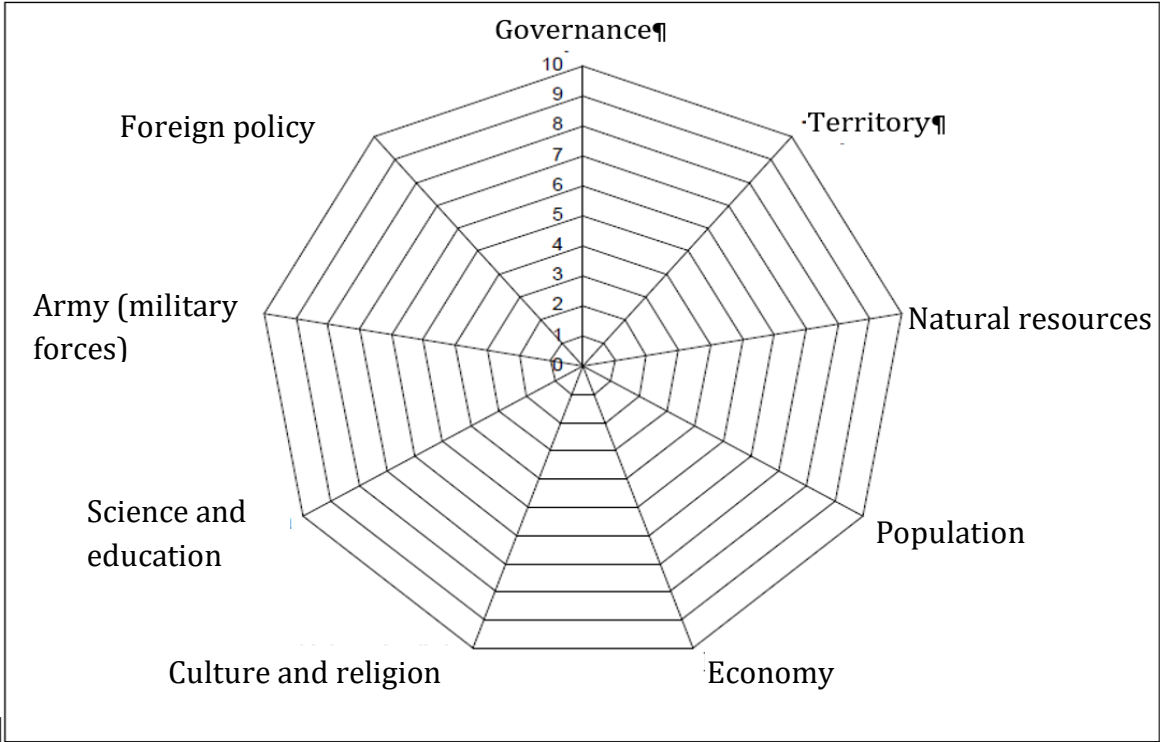 Governance¶
10
9
8
7
6
5
4
3
2
1
0
·Territory¶
Natural resources
Population
Economy
Culture and religion
Science and
education
Army (military
forces)
Foreign policy